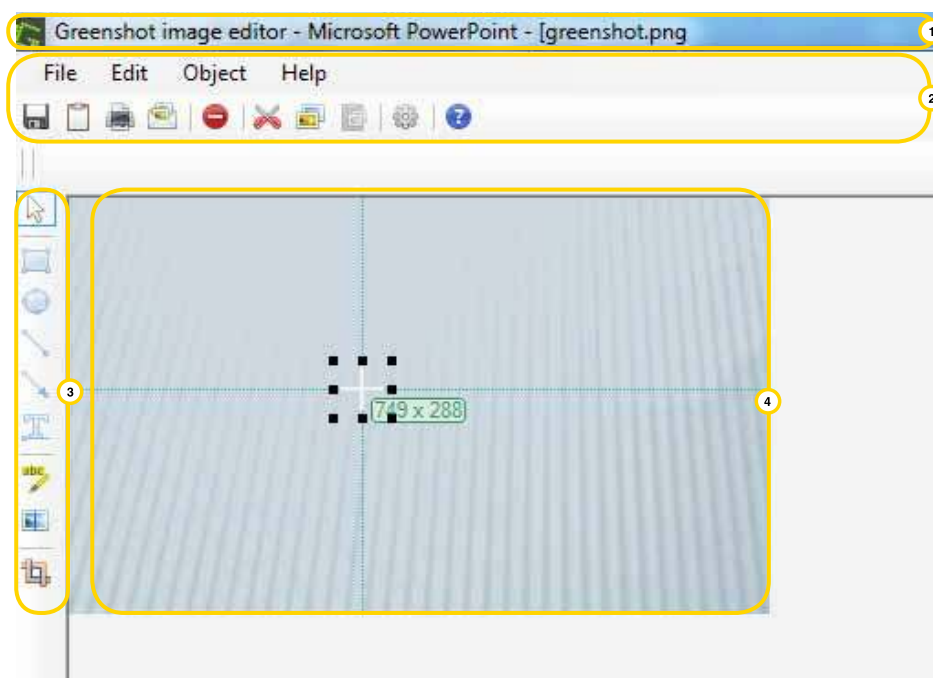 Greenshot image editor - Microsoft PowerPoint - [greenshot.png
1
File Edit Object Help
2
?
3
749 x 288
4
T
abc